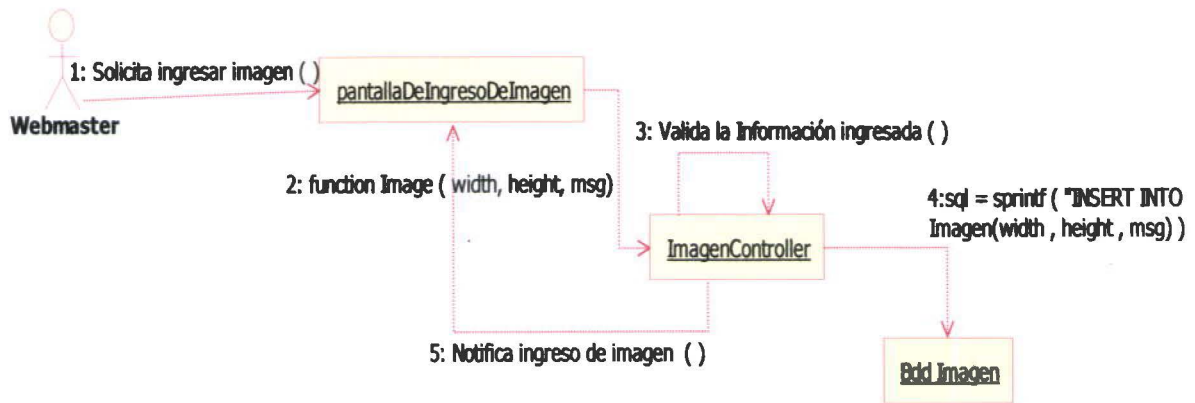 1: Solicita ingresar imagen ( )
pantallaDeIngresoDeImagen
Webmaster
3: Valida la Información ingresada ( )
2: function Image ( width, height, msg)
4:sql = sprintf ( "INSERT INTO
Imagen(width , height , msg) )
ImagenController
5: Notifica ingreso de imagen ( )
Bdd Imagen